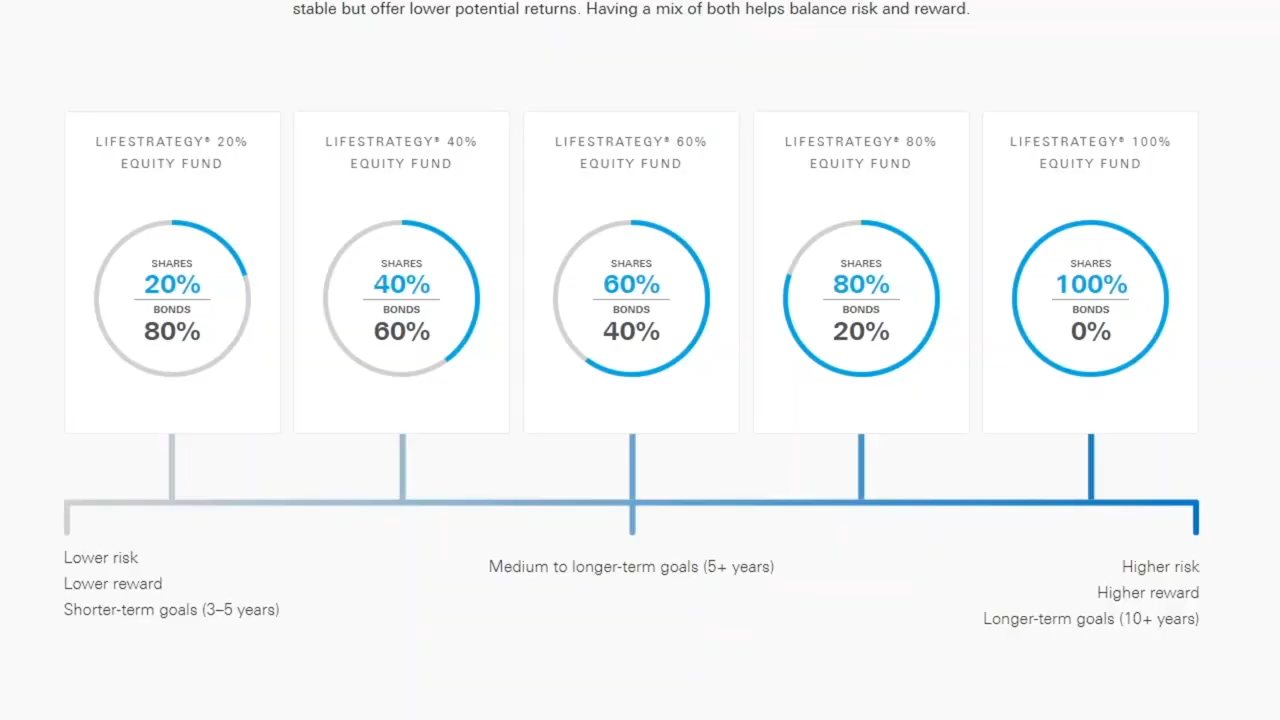 stable but offer lower potential returns. Having a mix of both helps balance risk and reward.
LIFESTRATEGY® 20%
EQUITY FUND
SHARES
20%
BONDS
80%
LIFESTRATEGY® 40%
EQUITY FUND
SHARES
40%
BONDS
60%
LIFESTRATEGY® 60%
EQUITY FUND
SHARES
60%
BONDS
40%
LIFESTRATEGY® 80%
EQUITY FUND
SHARES
80%
BONDS
20%
LIFESTRATEGY® 100%
EQUITY FUND
SHARES
100%
BONDS
0%
Lower risk
Lower reward
Shorter-term goals (3–5 years)
Medium to longer-term goals (5+ years)
Higher risk
Higher reward
Longer-term goals (10+ years)